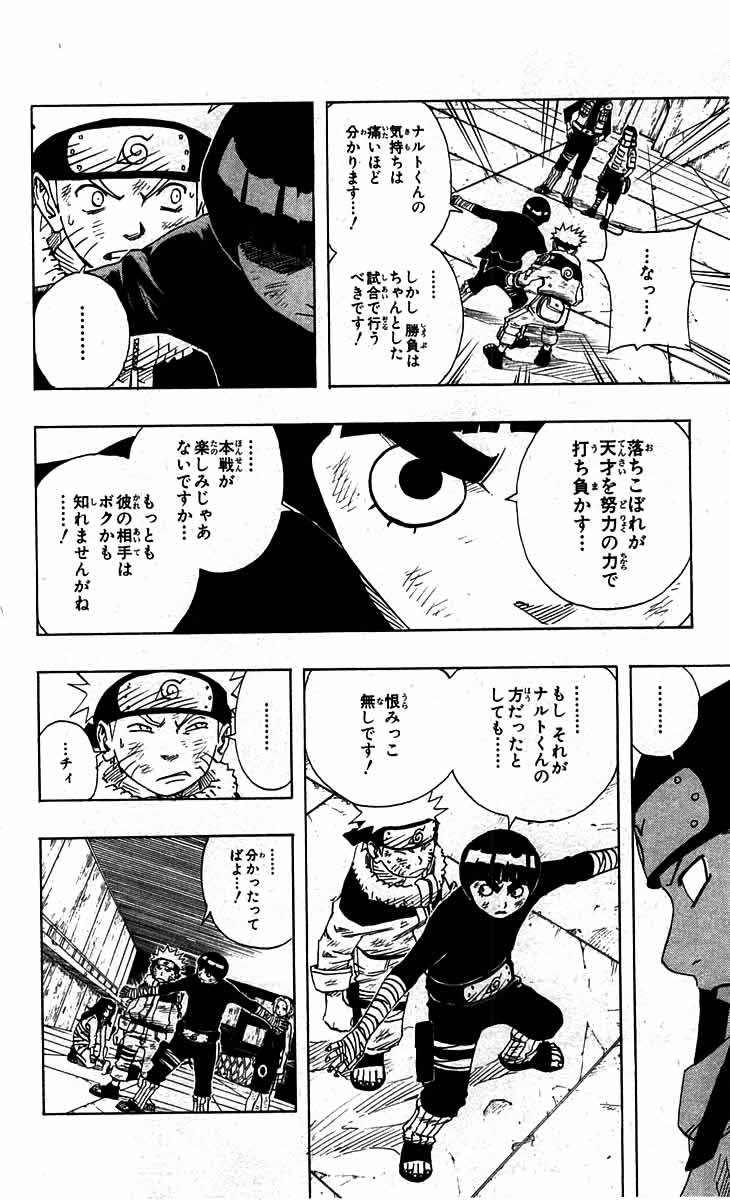 …なっ…！
ナルトくんの
気持ちは
痛いほど
分かります…！
………
しかし 勝負は
ちゃんとした
試合で行う
べきです！
………
落ちこぼれが
天才を努力の力で
打ち負かす…
……
本戦が
楽しみじゃあ
ないですか…
もっとも
彼の相手は
ボクかも
知れませんがね
……！
………
………
もし それが
ナルトくんの
方だったと
しても……
恨みっこ
無しです！
………
…チィ
分かったって
ばよ…！